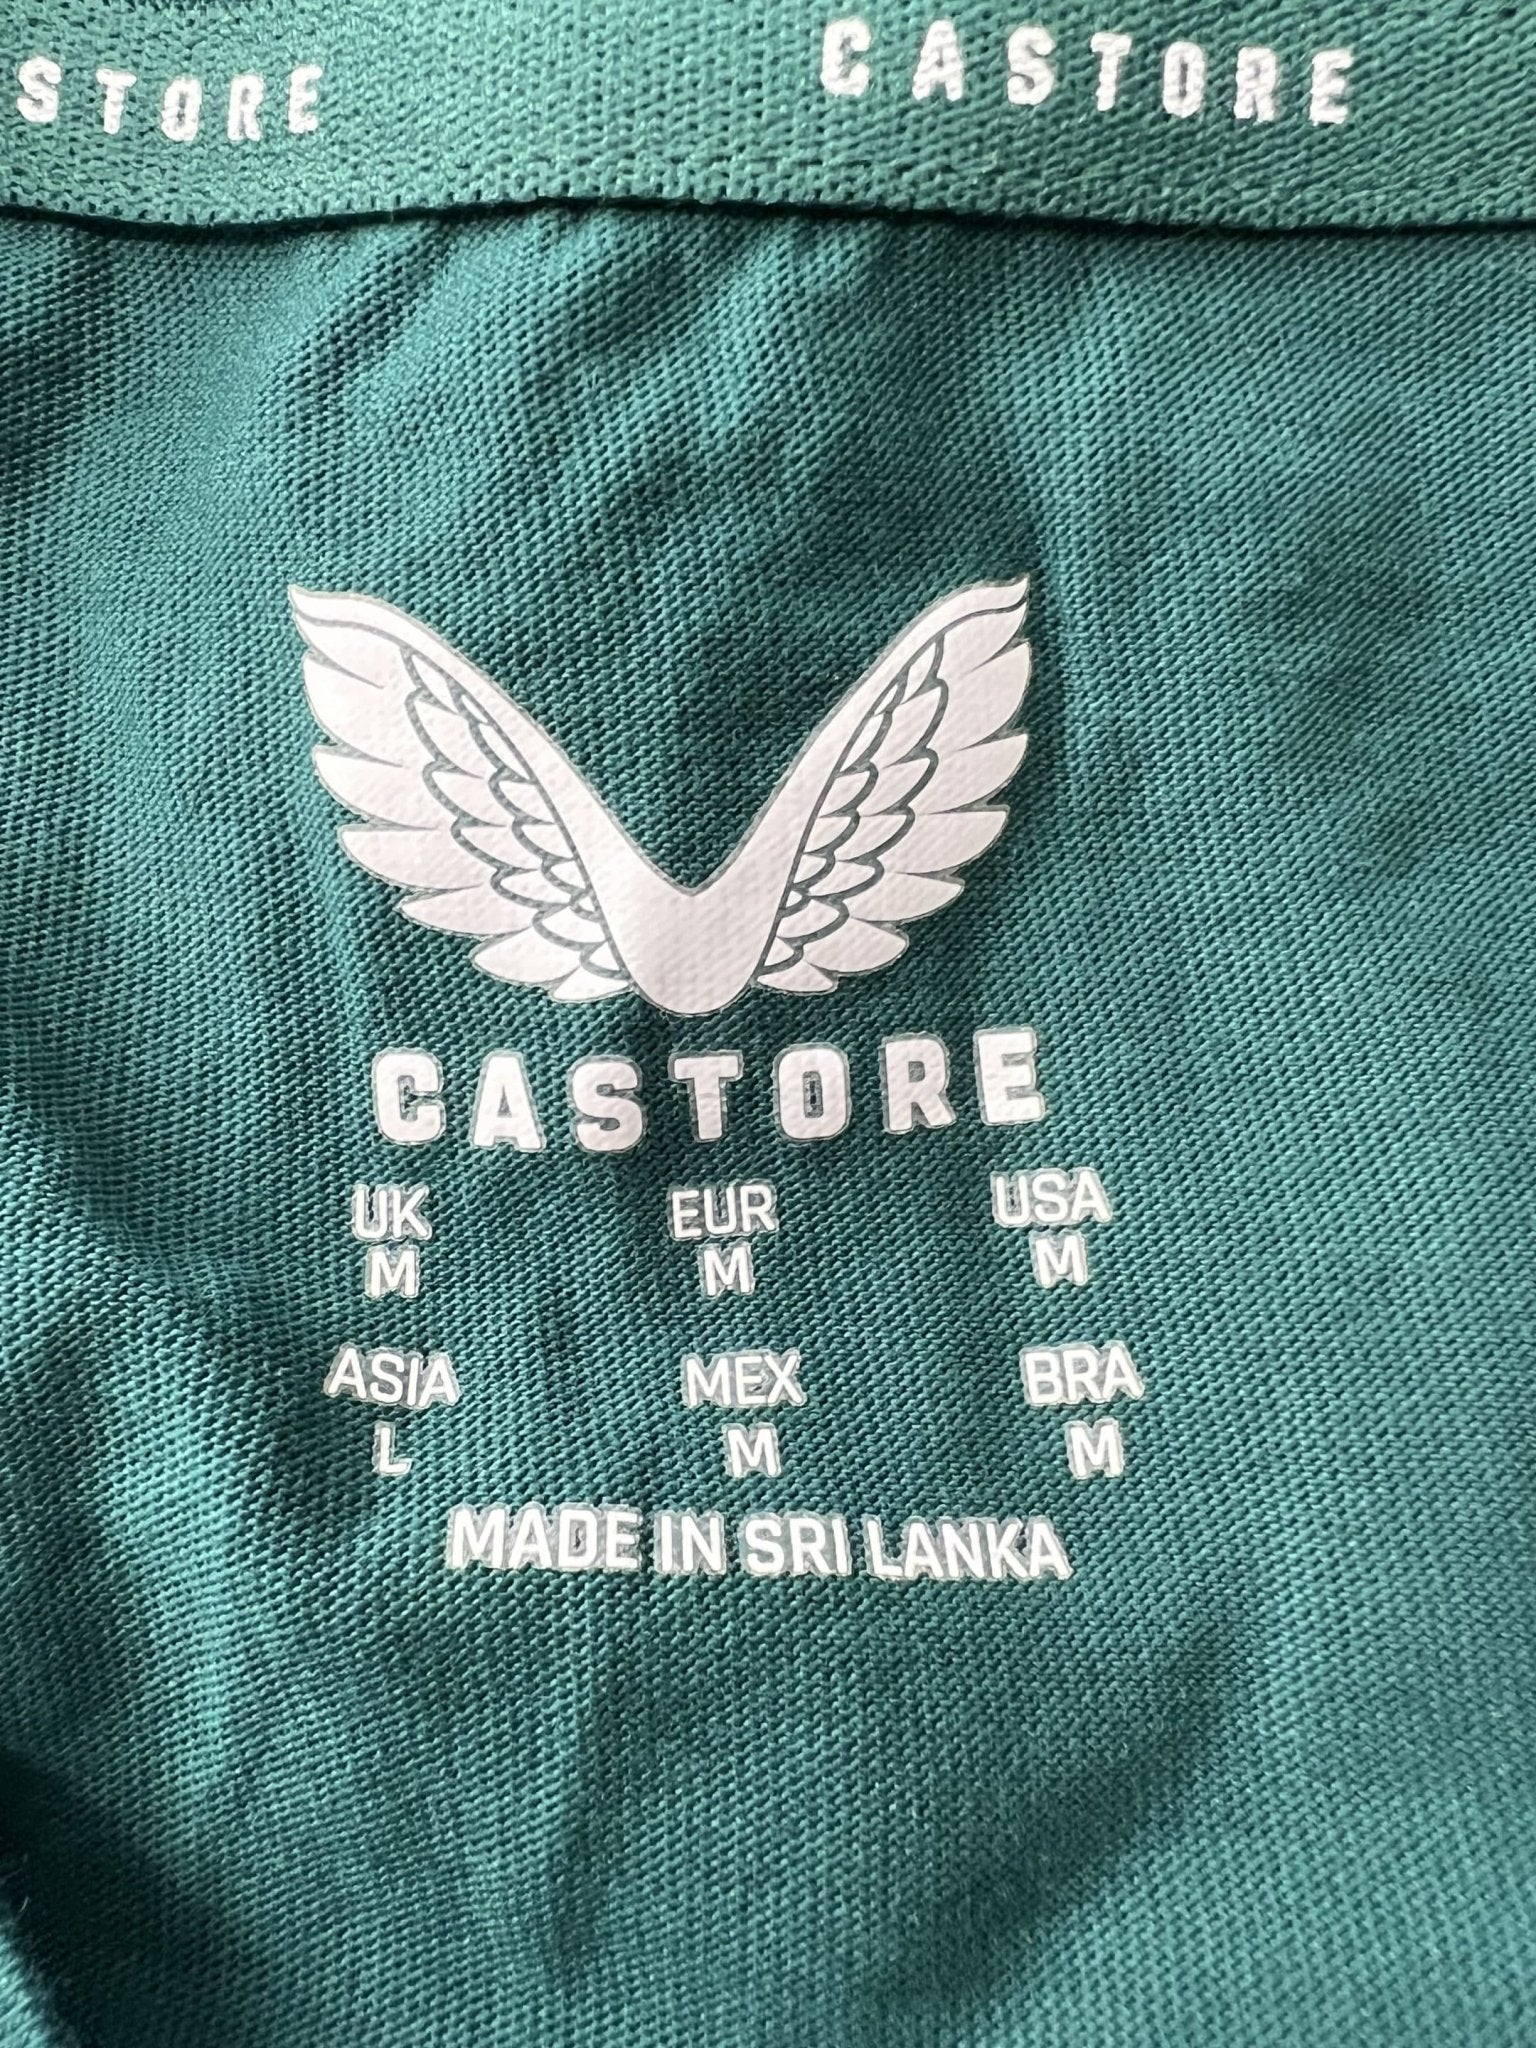 STORE CASTORE
CASTORE
UK EUR USA
M M M
ASIA MEX BRA
L M M
MADE IN SRI LANKA